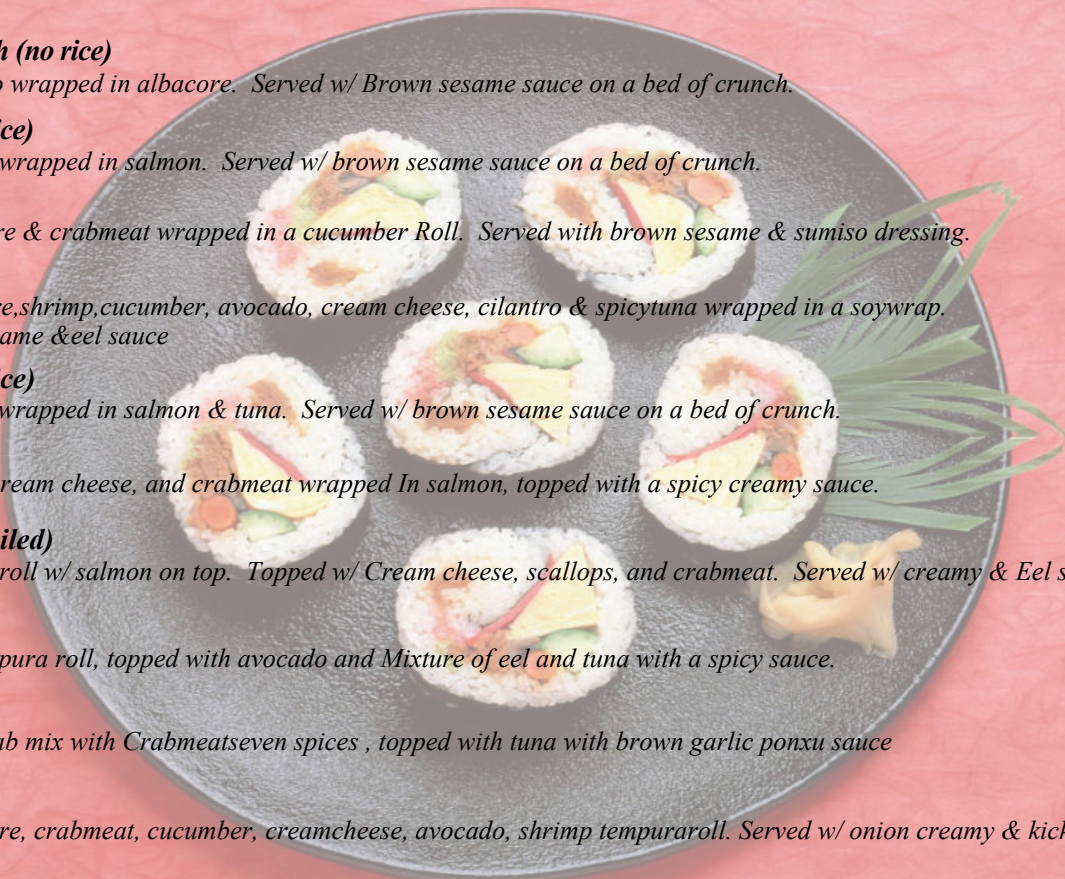 h (no rice)
o wrapped in albacore. Served w/ Brown sesame sauce on a bed of crunch.
ice)
wrapped in salmon. Served w/ brown sesame sauce on a bed of crunch.
re & crabmeat wrapped in a cucumber Roll. Served with brown sesame & sumiso dressing.
re,shrimp,cucumber, avocado, cream cheese, cilantro & spicytuna wrapped in a soywrap.
ame &eel sauce
ice)
wrapped in salmon & tuna. Served w/ brown sesame sauce on a bed of crunch.
ream cheese, and crabmeat wrapped In salmon, topped with a spicy creamy sauce.
iled)
roll w/ salmon on top. Topped w/ Cream cheese, scallops, and crabmeat. Served w/ creamy & Eel s
pura roll, topped with avocado and Mixture of eel and tuna with a spicy sauce.
ab mix with Crabmeatseven spices , topped with tuna with brown garlic ponxu sauce
re, crabmeat, cucumber, creamcheese, avocado, shrimp tempuraroll. Served w/ onion creamy & kick